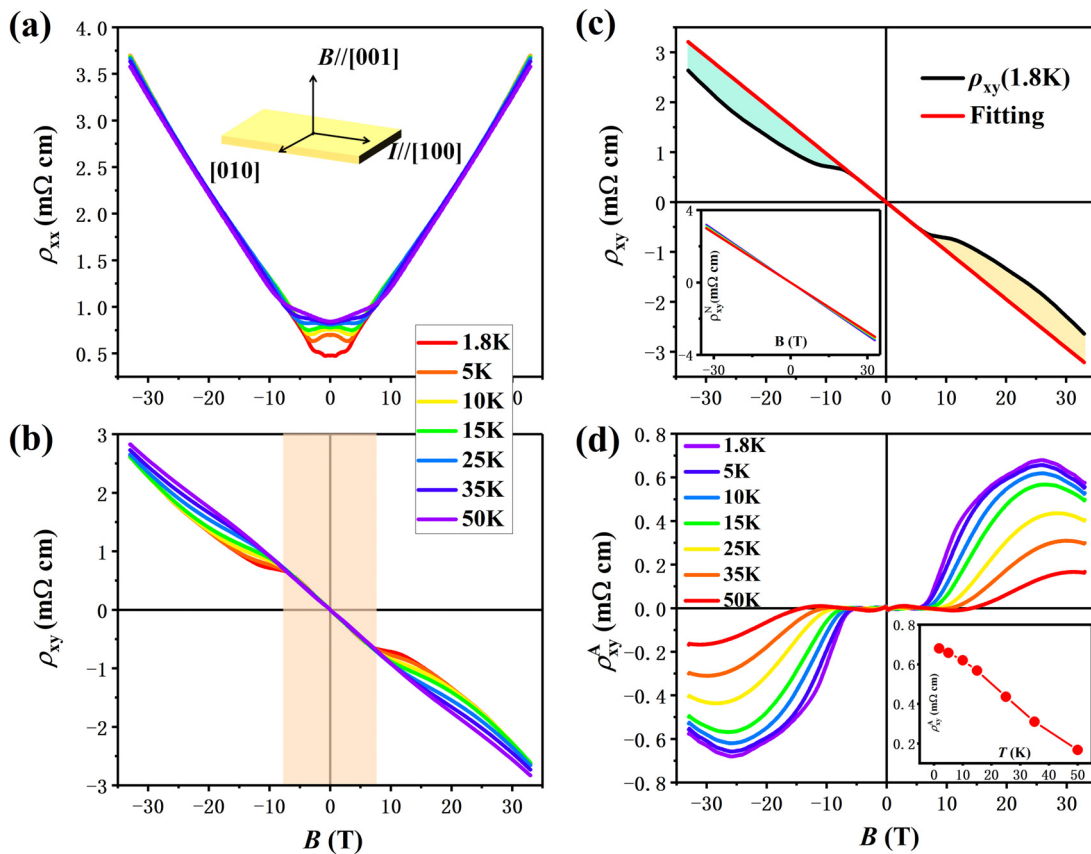 (a)
4.0
3.5
3.0
2.5
2.0
1.5
1.0
0.5
ρxx (mΩ cm)
B//[001]
[010]
I//[100]
-30 -20 -10 0
0
1.8K
5K
10K
15K
25K
35K
50K
(b)
3
2
1
0
-1
-2
-3
ρxy (mΩ cm)
-30 -20 -10 0 10 20 30
B (T)
(c)
3
2
1
0
-1
-2
-3
ρxy (mΩ cm)
ρxy(1.8K)
Fitting
4
0
-4
ρᴺxy(mΩ cm)
B (T)
-30 0 30
(d)
0.8
0.6
0.4
0.2
0.0
-0.2
-0.4
-0.6
-0.8
ρᴬxy (mΩ cm)
1.8K
5K
10K
15K
25K
35K
50K
0.8
0.6
0.4
0.2
ρᴬxy (mΩ cm)
T (K)
0 10 20 30 40 50
-30 -20 -10 0 10 20 30
B (T)